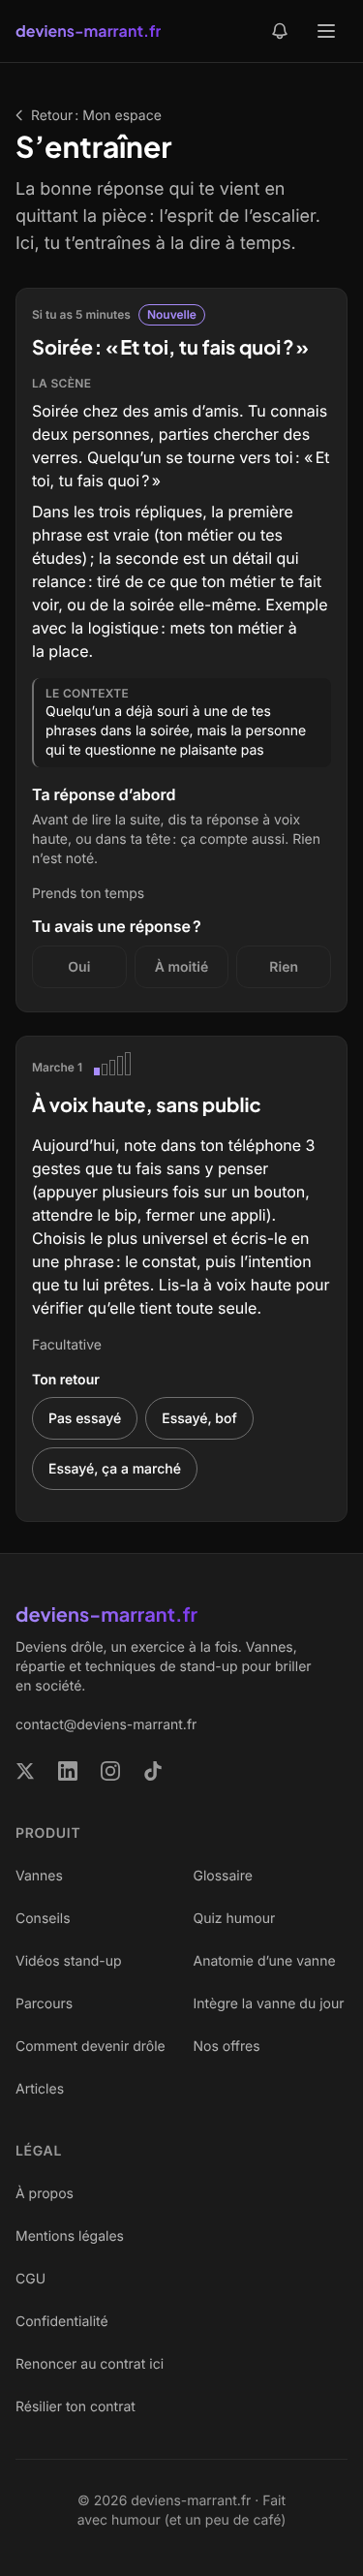 deviens-marrant.fr
Retour : Mon espace
S’entraîner
La bonne réponse qui te vient en
quittant la pièce : l’esprit de l’escalier.
Ici, tu t’entraînes à la dire à temps.
Si tu as 5 minutes Nouvelle
Soirée : « Et toi, tu fais quoi ? »
LA SCÈNE
Soirée chez des amis d’amis. Tu connais
deux personnes, parties chercher des
verres. Quelqu’un se tourne vers toi : « Et
toi, tu fais quoi ? »
Dans les trois répliques, la première
phrase est vraie (ton métier ou tes
études) ; la seconde est un détail qui
relance : tiré de ce que ton métier te fait
voir, ou de la soirée elle-même. Exemple
avec la logistique : mets ton métier à
la place.
LE CONTEXTE
Quelqu’un a déjà souri à une de tes
phrases dans la soirée, mais la personne
qui te questionne ne plaisante pas
Ta réponse d’abord
Avant de lire la suite, dis ta réponse à voix
haute, ou dans ta tête : ça compte aussi. Rien
n’est noté.
Prends ton temps
Tu avais une réponse ?
Oui À moitié Rien
Marche 1
À voix haute, sans public
Aujourd’hui, note dans ton téléphone 3
gestes que tu fais sans y penser
(appuyer plusieurs fois sur un bouton,
attendre le bip, fermer une appli).
Choisis le plus universel et écris-le en
une phrase : le constat, puis l’intention
que tu lui prêtes. Lis-la à voix haute pour
vérifier qu’elle tient toute seule.
Facultative
Ton retour
Pas essayé Essayé, bof
Essayé, ça a marché
deviens-marrant.fr
Deviens drôle, un exercice à la fois. Vannes,
répartie et techniques de stand-up pour briller
en société.
contact@deviens-marrant.fr
PRODUIT
Vannes Glossaire
Conseils Quiz humour
Vidéos stand-up Anatomie d’une vanne
Parcours Intègre la vanne du jour
Comment devenir drôle Nos offres
Articles
LÉGAL
À propos
Mentions légales
CGU
Confidentialité
Renoncer au contrat ici
Résilier ton contrat
© 2026 deviens-marrant.fr · Fait
avec humour (et un peu de café)